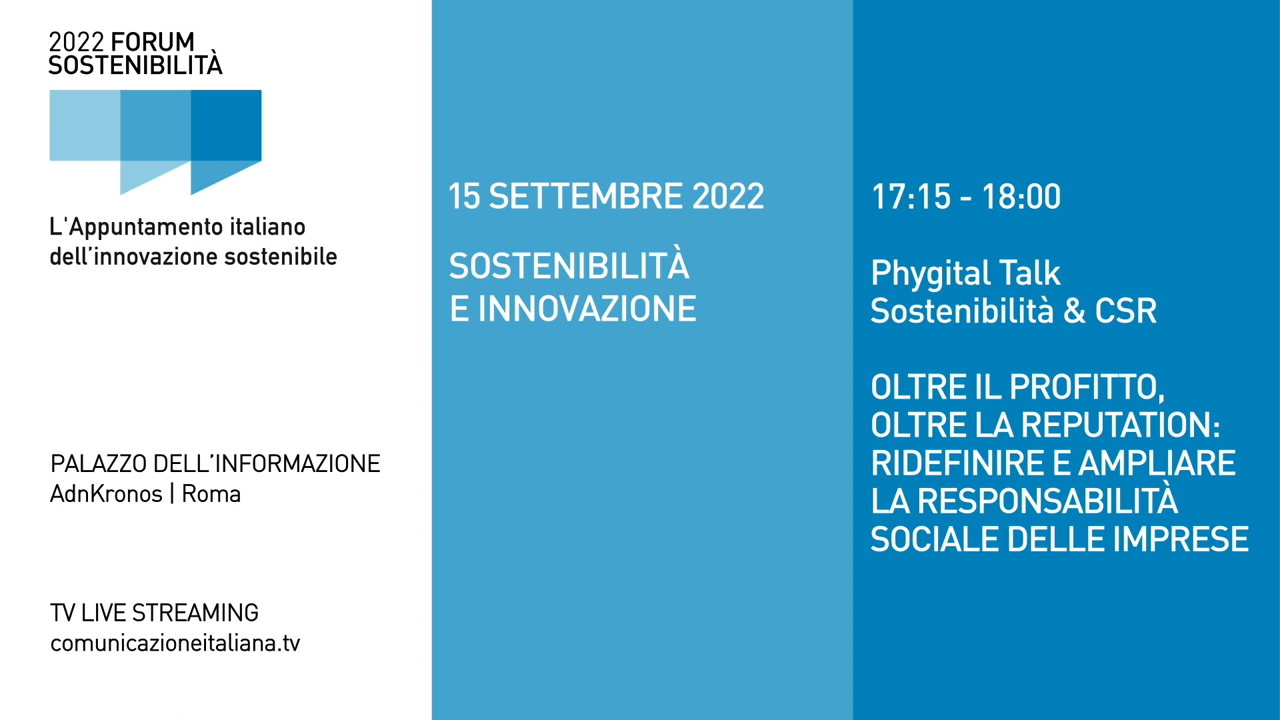 2022 FORUM
SOSTENIBILITÀ
L'Appuntamento italiano
dell’innovazione sostenibile
PALAZZO DELL’INFORMAZIONE
AdnKronos | Roma
TV LIVE STREAMING
comunicazioneitaliana.tv
15 SETTEMBRE 2022
SOSTENIBILITÀ
E INNOVAZIONE
17:15 - 18:00
Phygital Talk
Sostenibilità & CSR
OLTRE IL PROFITTO,
OLTRE LA REPUTATION:
RIDEFINIRE E AMPLIARE
LA RESPONSABILITÀ
SOCIALE DELLE IMPRESE